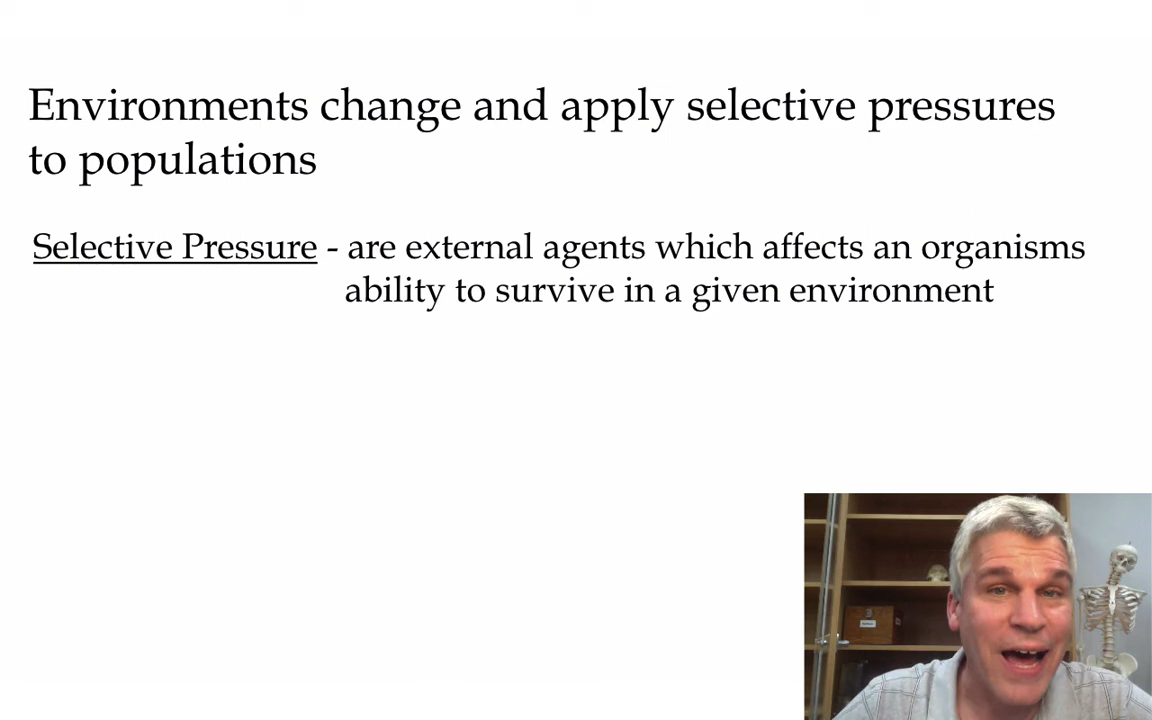 Environments change and apply selective pressures
to populations
Selective Pressure - are external agents which affects an organisms
ability to survive in a given environment